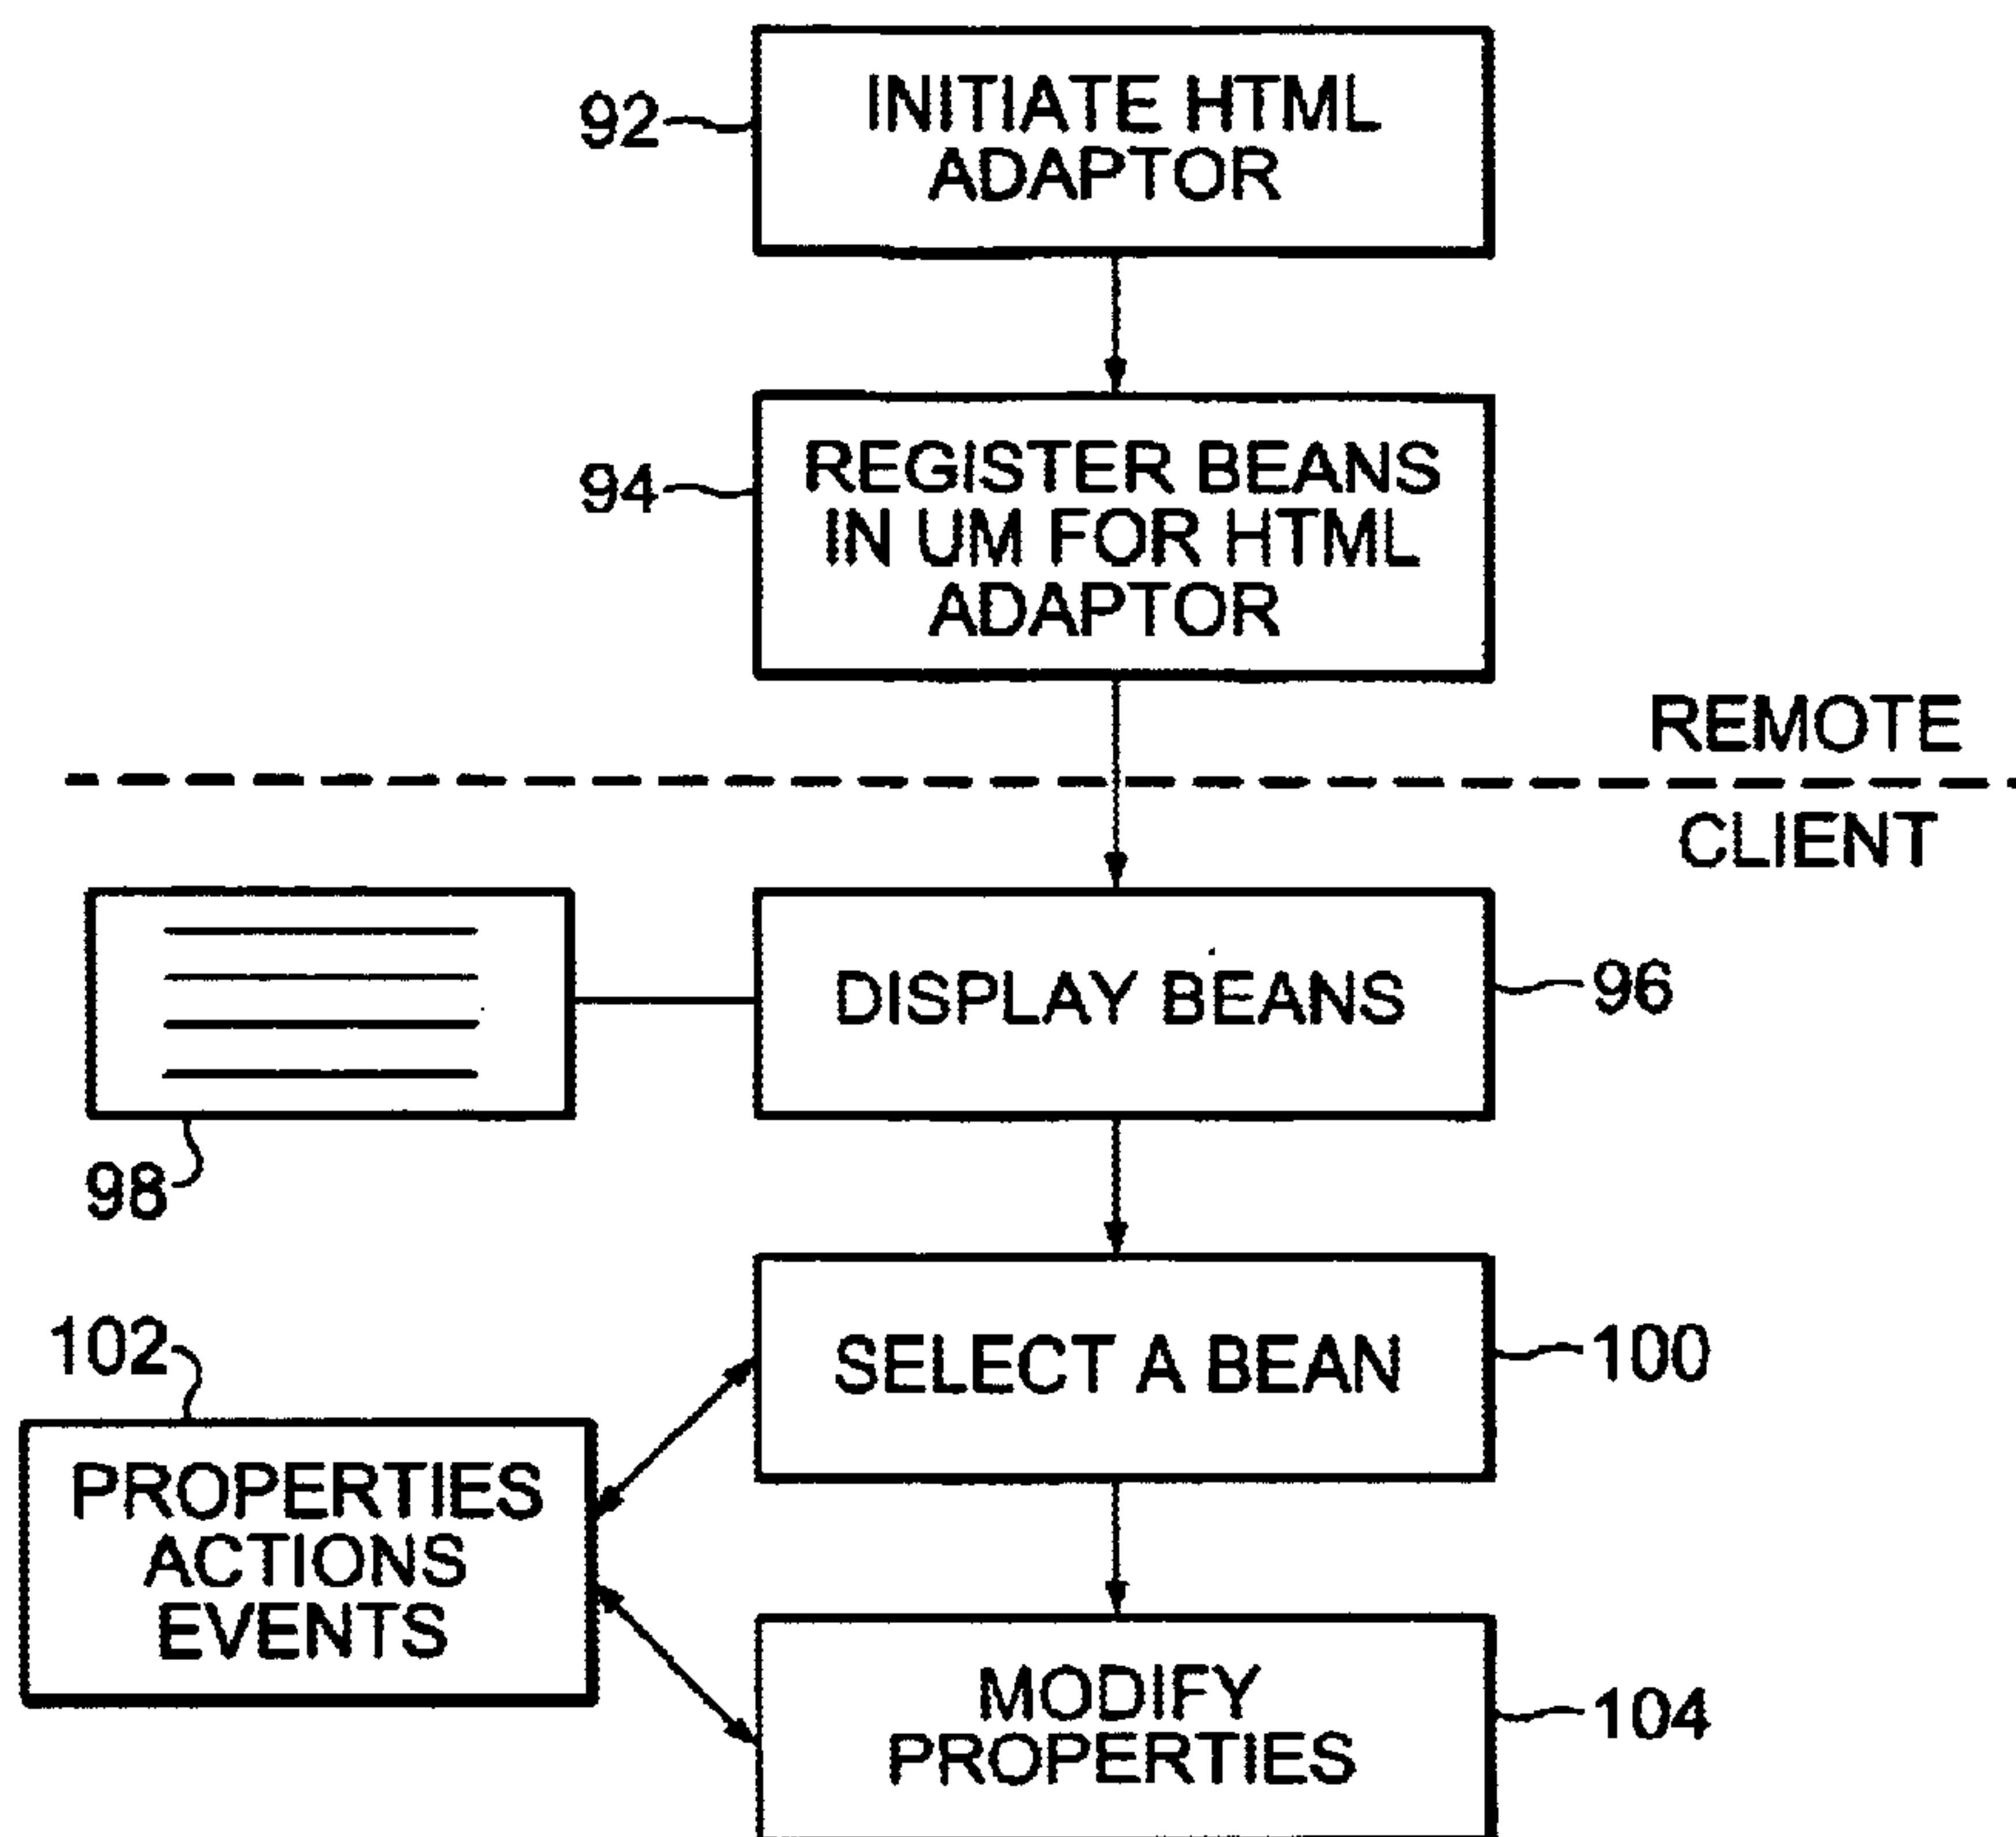 92
INITIATE HTML
ADAPTOR
94
REGISTER BEANS
IN UM FOR HTML
ADAPTOR
REMOTE
CLIENT
DISPLAY BEANS
96
98
102
SELECT A BEAN
100
PROPERTIES
ACTIONS
EVENTS
MODIFY
PROPERTIES
104